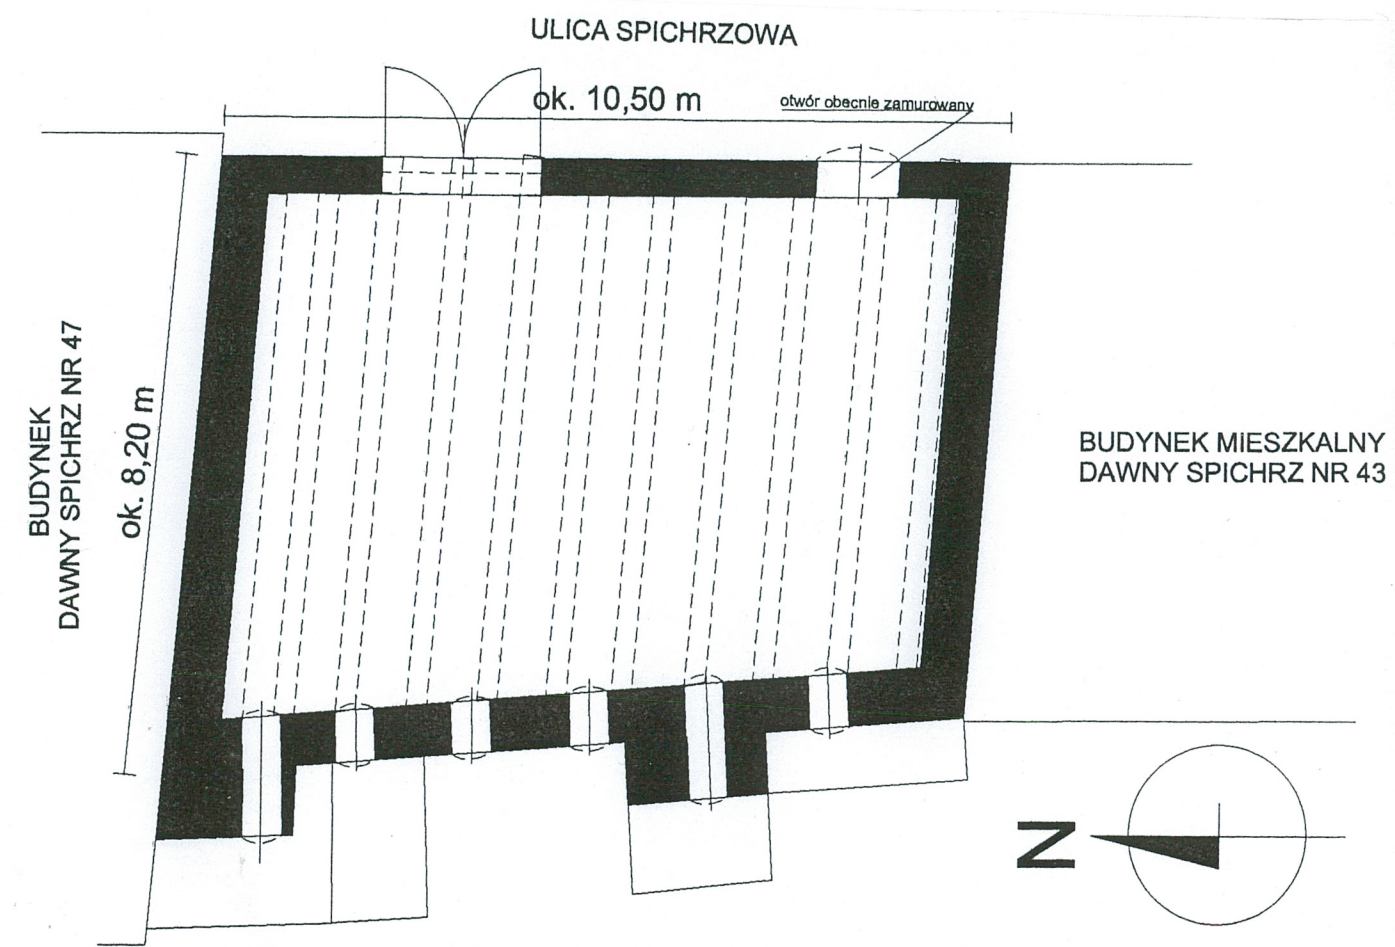 ULICA SPICHRZOWA
ok. 10,50 m
otwór obecnie zamurowany
BUDYNEK
DAWNY SPICHRZ NR 47
ok. 8,20 m
BUDYNEK MIESZKALNY
DAWNY SPICHRZ NR 43
N